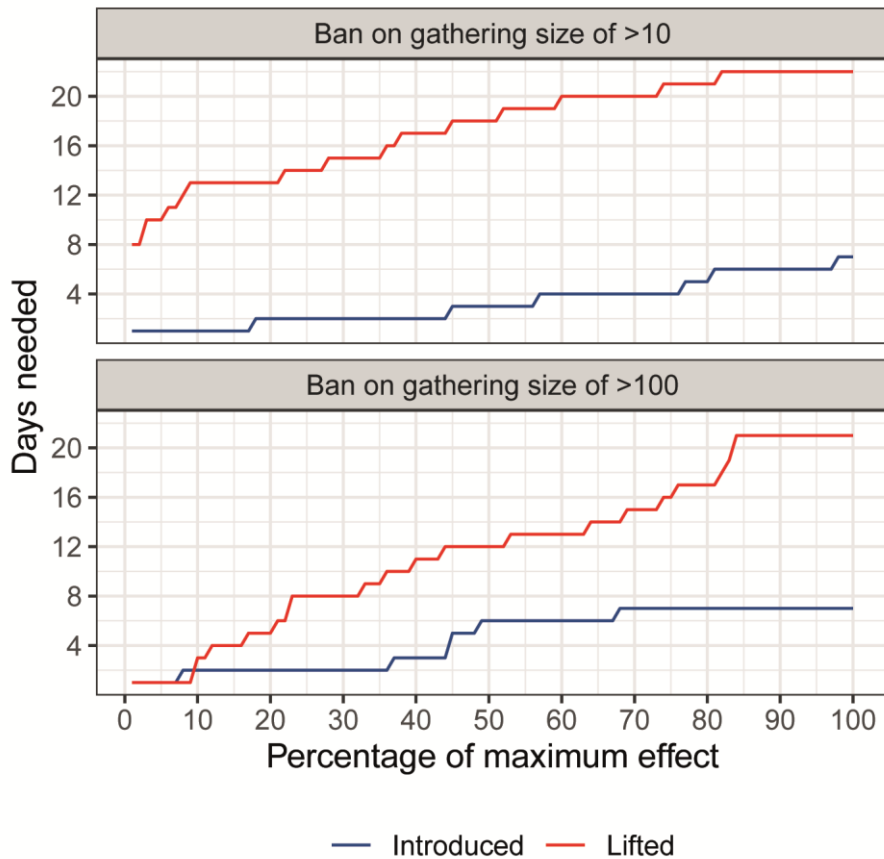 Ban on gathering size of >10
20
16
12
8
4
Days needed
Ban on gathering size of >100
20
16
12
8
4
0 10 20 30 40 50 60 70 80 90 100
Percentage of maximum effect
Introduced Lifted